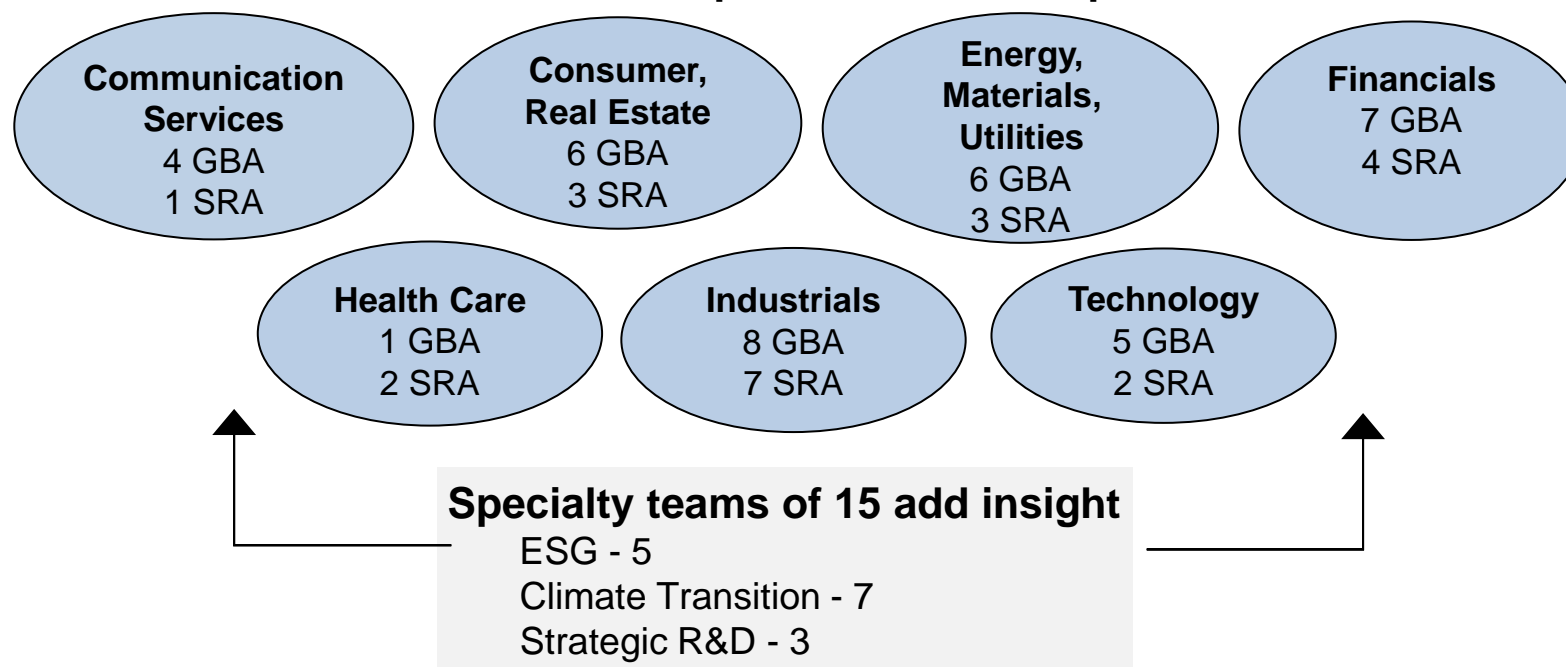 Communication
Services
4 GBA
1 SRA
Consumer,
Real Estate
6 GBA
3 SRA
Energy,
Materials,
Utilities
6 GBA
3 SRA
Financials
7 GBA
4 SRA
Health Care
1 GBA
2 SRA
Industrials
8 GBA
7 SRA
Technology
5 GBA
2 SRA
Specialty teams of 15 add insight
ESG - 5
Climate Transition - 7
Strategic R&D - 3